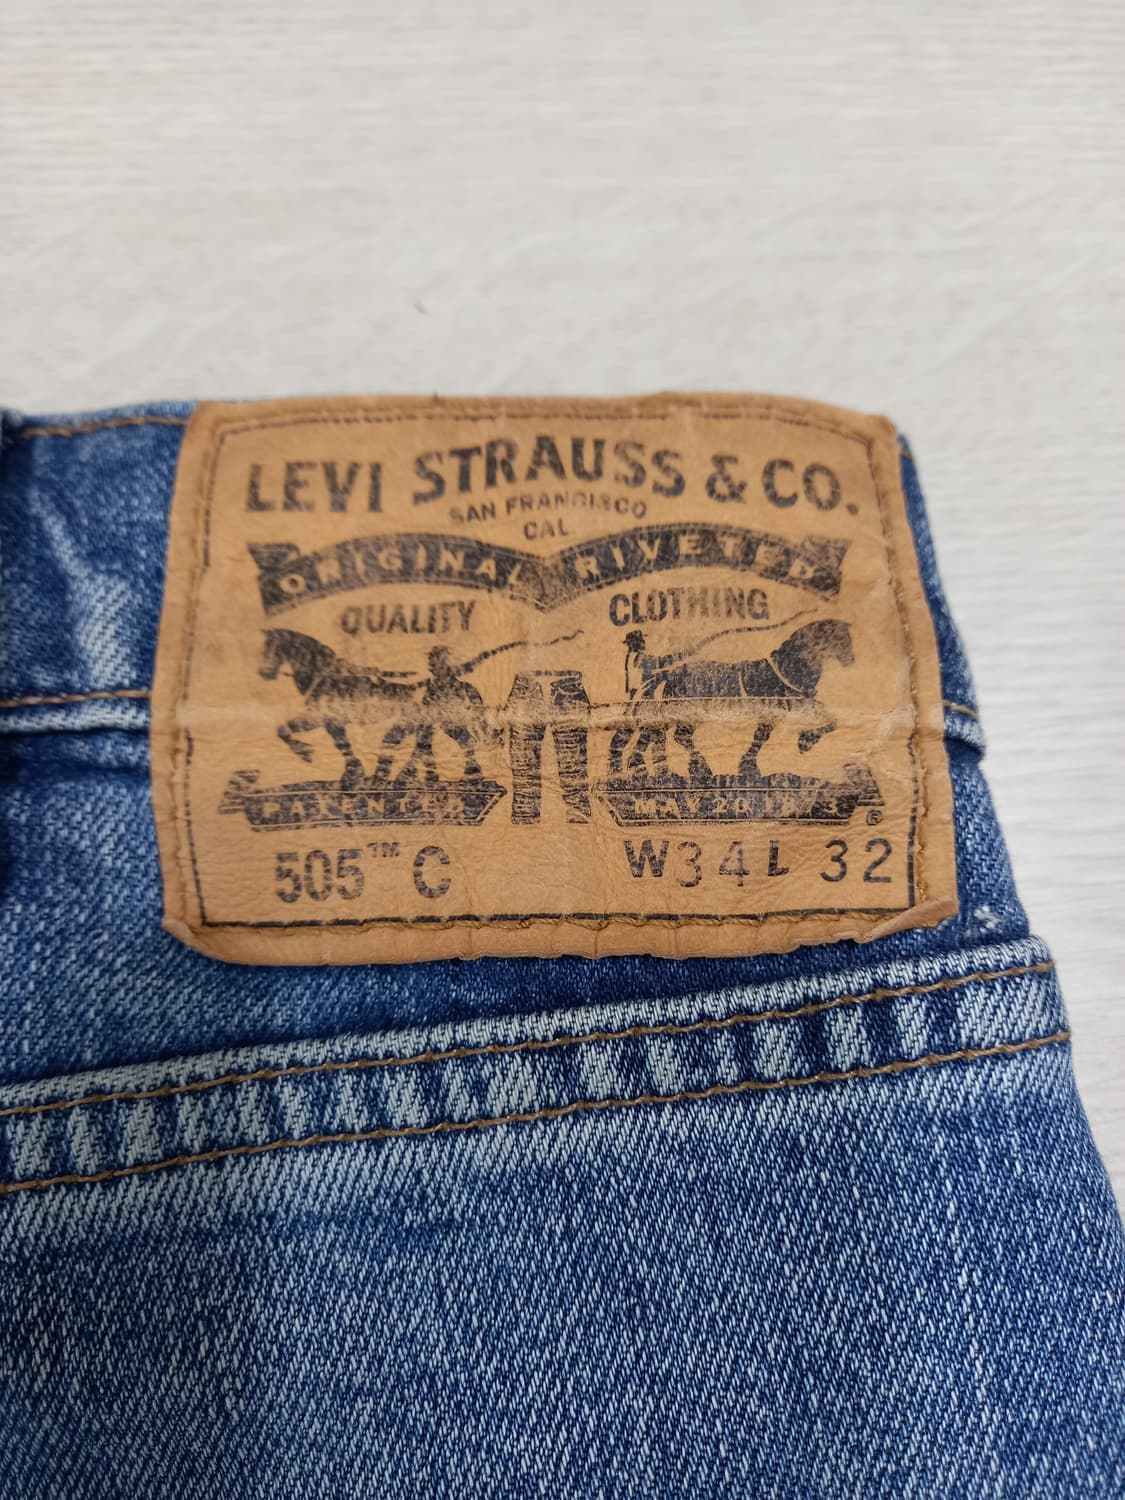 LEVI STRAUSS & CO.
SAN FRANCISCO
CAL.
ORIGINAL RIVETED
QUALITY CLOTHING
PATENTED MAY 20 1873 ®
505™ C W34 L 32